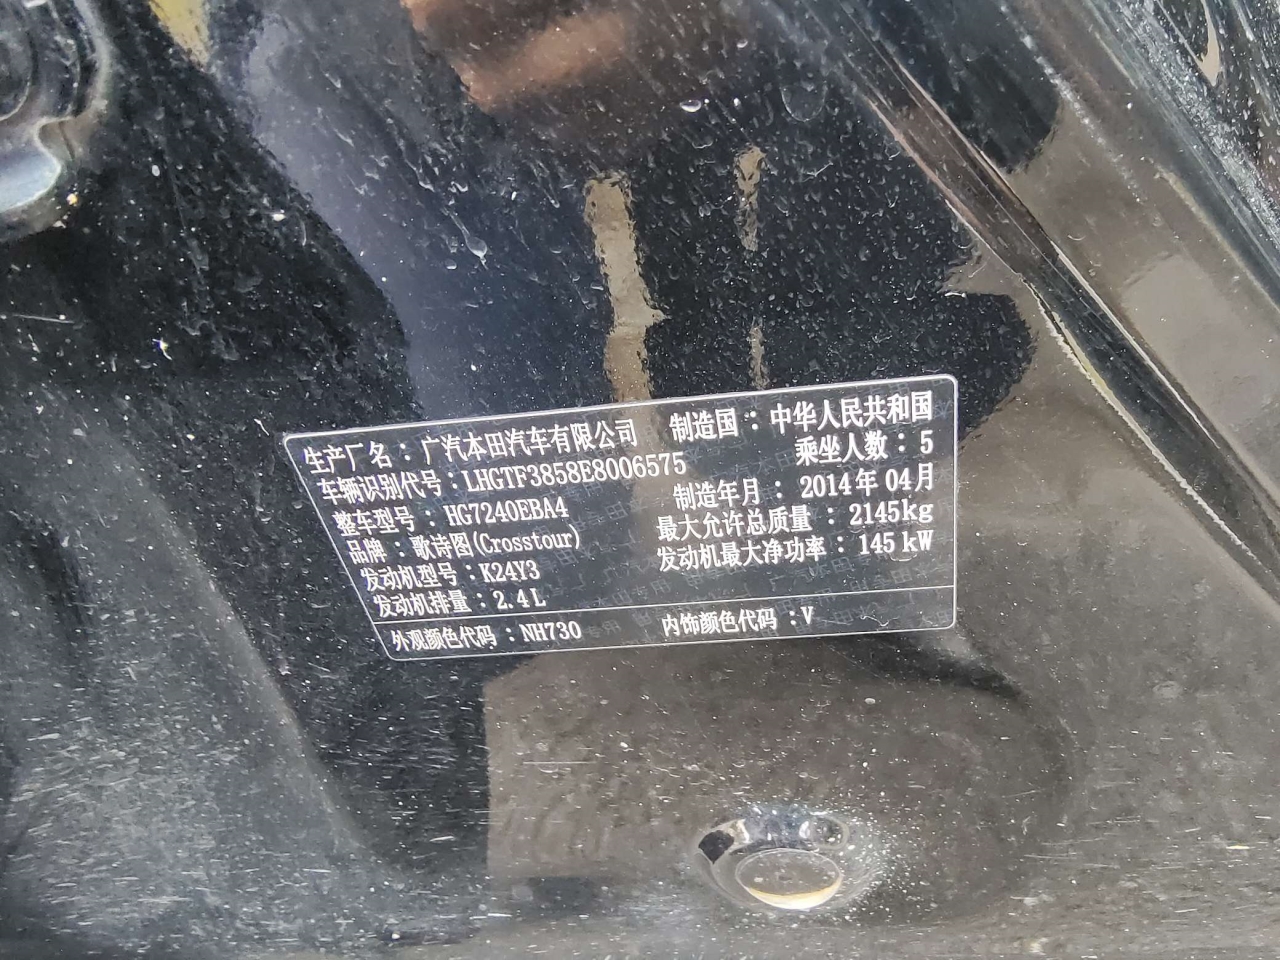 生产厂名：广汽本田汽车有限公司 制造国：中华人民共和国
车辆识别代号：LHGTF3858E8006575 乘坐人数：5
整车型号：HG7240EBA4 制造年月：2014年04月
品牌：歌诗图(Crosstour) 最大允许总质量：2145kg
发动机型号：K24Y3 发动机最大净功率：145kW
发动机排量：2.4L
外观颜色代码：NH730 内饰颜色代码：V